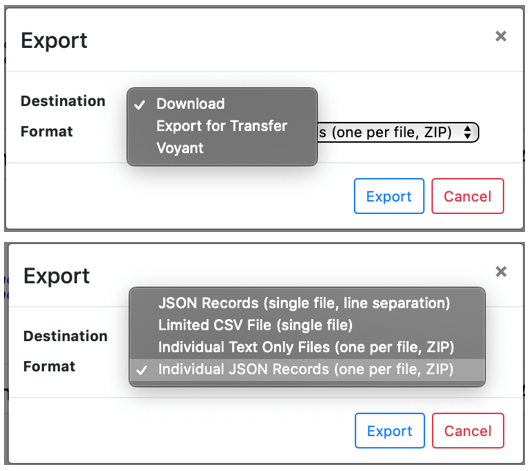 Export ×
Destination ✓ Download
Export for Transfer
Voyant
Format s (one per file, ZIP)
Export Cancel
Export ×
JSON Records (single file, line separation)
Limited CSV File (single file)
Individual Text Only Files (one per file, ZIP)
✓ Individual JSON Records (one per file, ZIP)
Destination
Format
Export Cancel